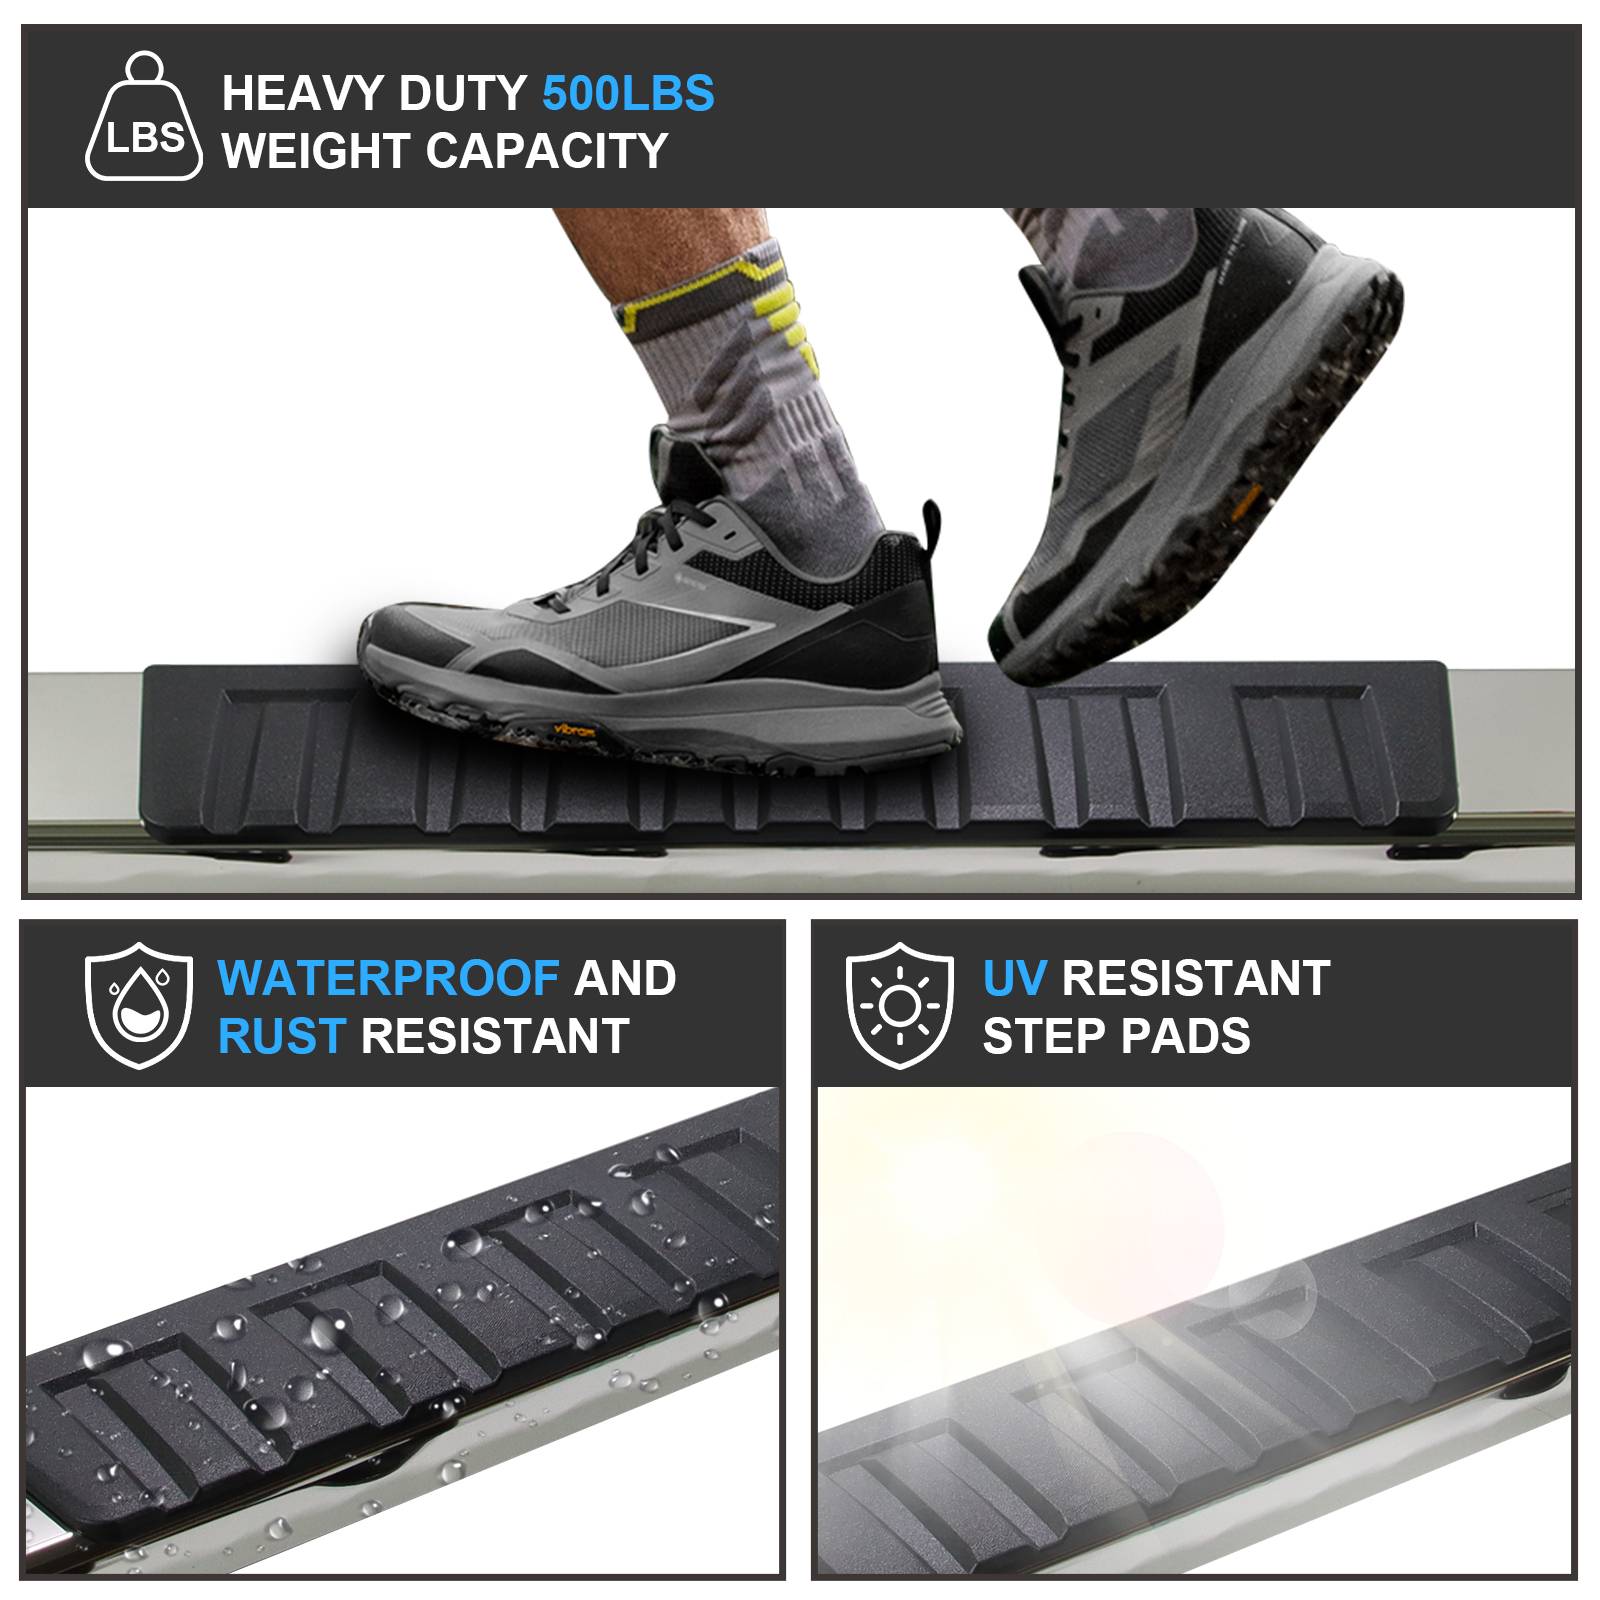 LBS
HEAVY DUTY 500LBS
WEIGHT CAPACITY
vibram
WATERPROOF AND
RUST RESISTANT
UV RESISTANT
STEP PADS